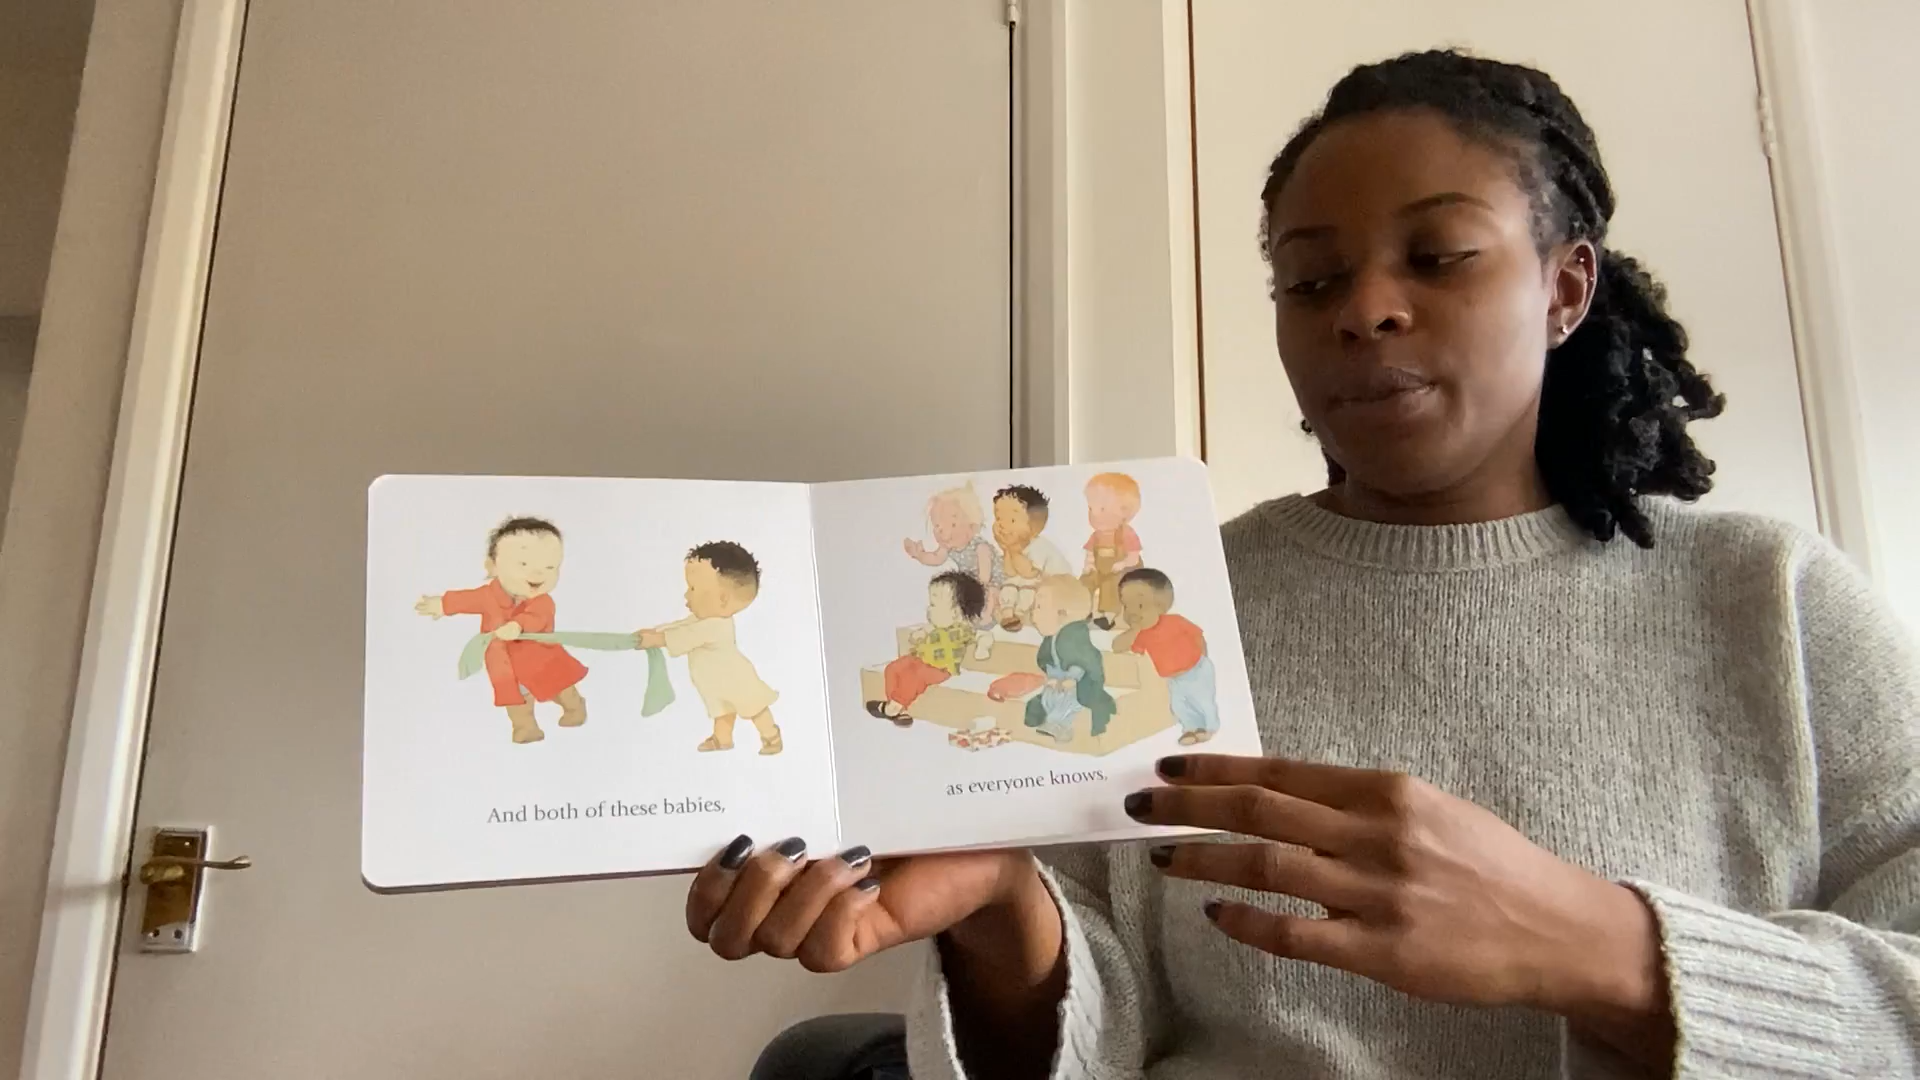 And both of these babies,
as everyone knows,